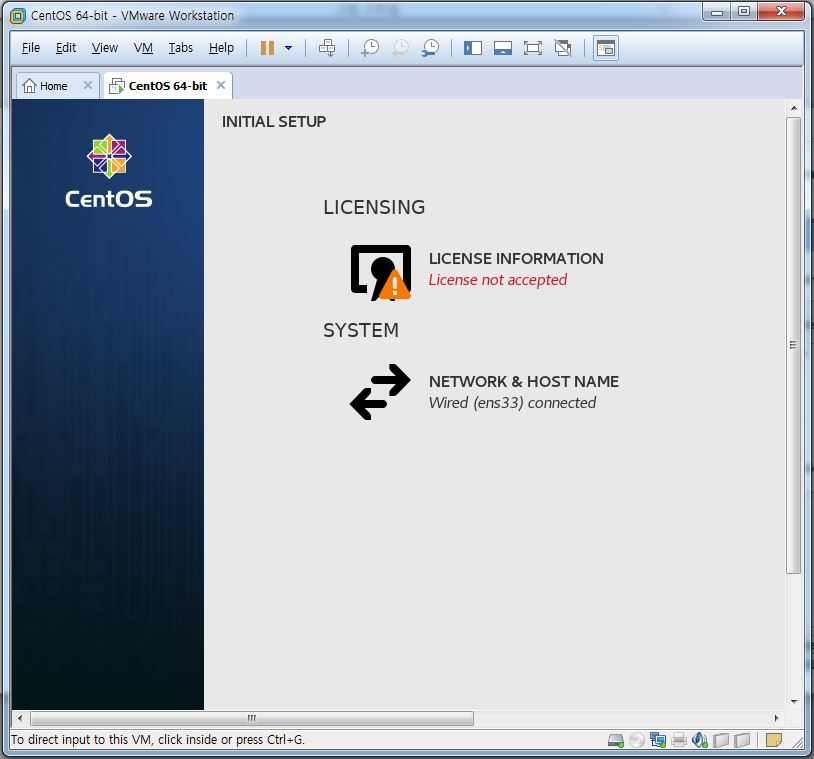 CentOS 64-bit - VMware Workstation
File Edit View VM Tabs Help
Home CentOS 64-bit
CentOS
INITIAL SETUP
LICENSING
LICENSE INFORMATION
License not accepted
SYSTEM
NETWORK & HOST NAME
Wired (ens33) connected
To direct input to this VM, click inside or press Ctrl+G.